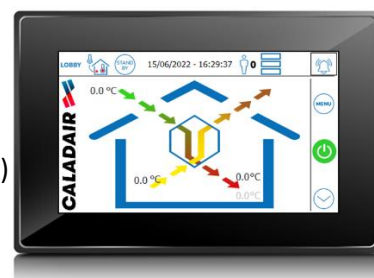 LOBBY STAND BY 15/06/2022 - 16:29:37 0
0.0 °C
MENU
CALADAIR
)
0.0 °C 0.0°C
0.0°C